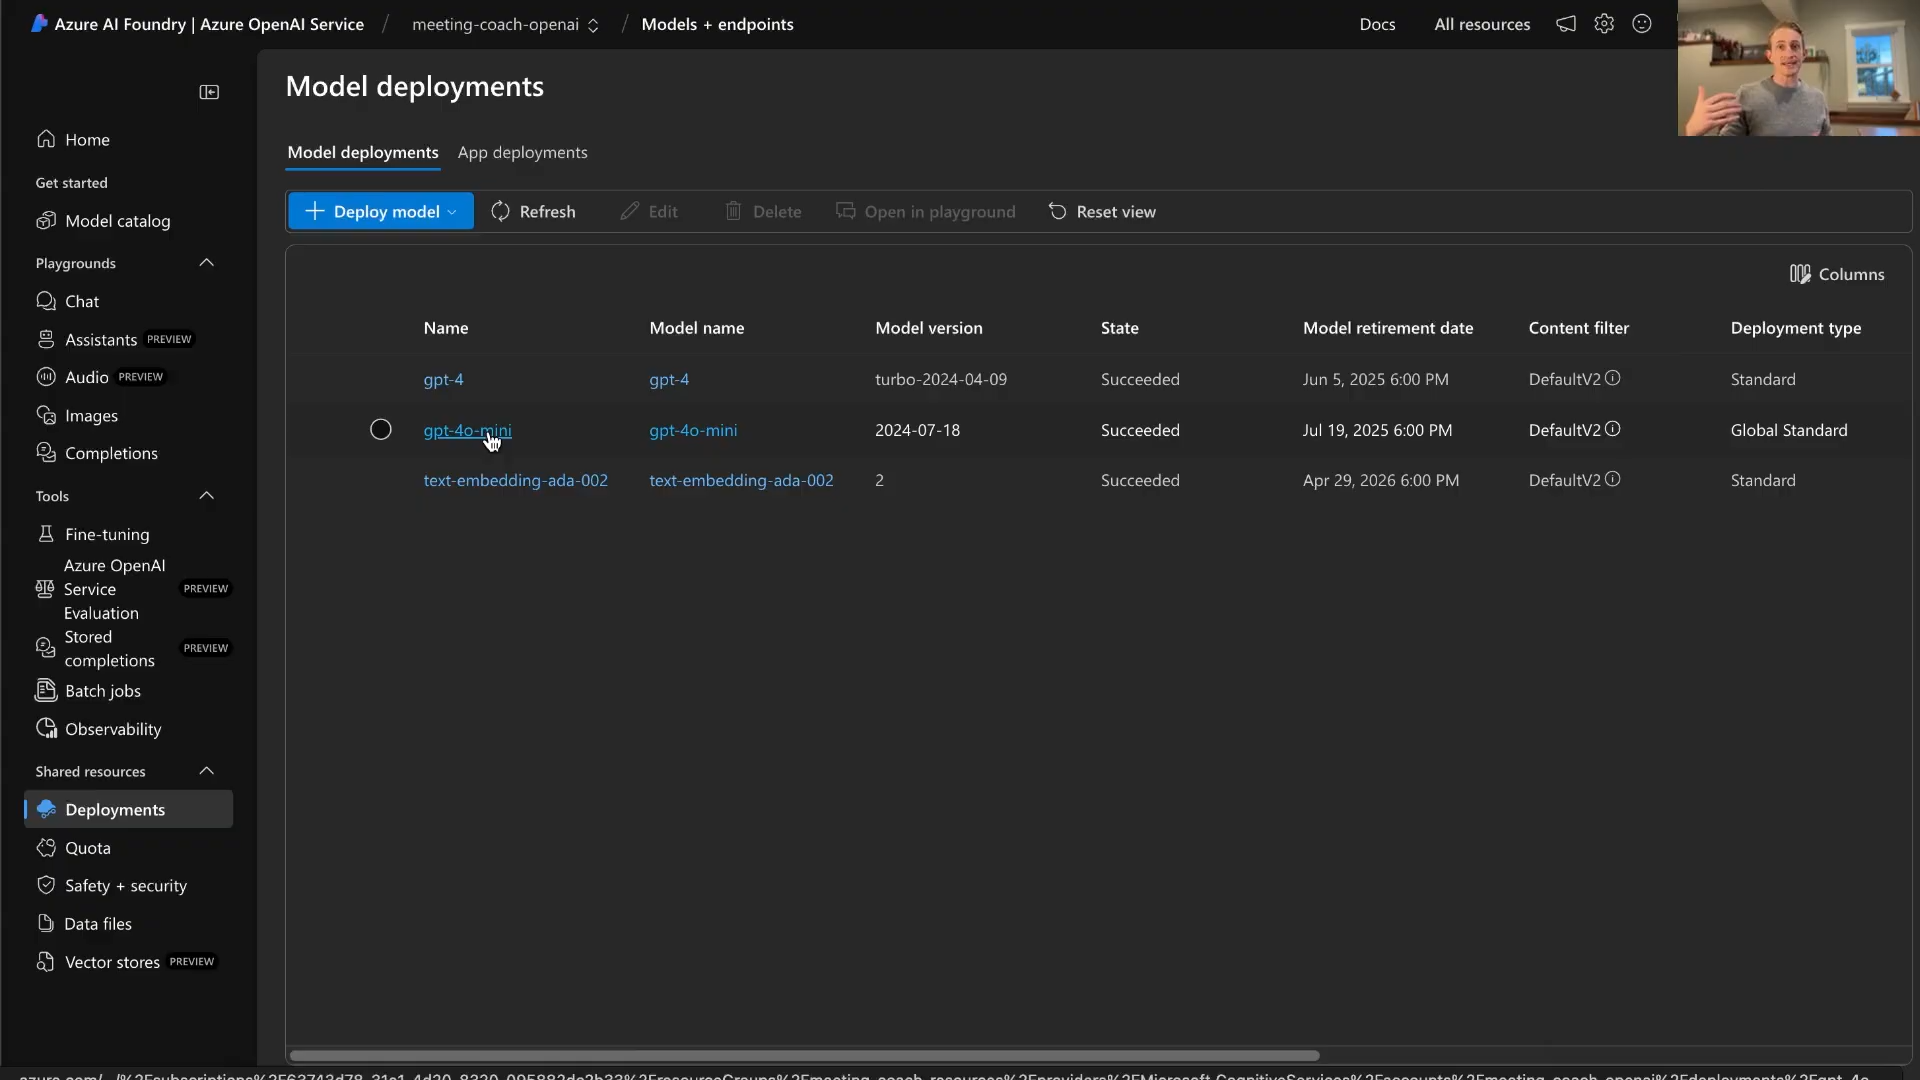 Azure AI Foundry | Azure OpenAI Service / meeting-coach-openai / Models + endpoints
Docs All resources
Model deployments
Home
Get started
Model catalog
Playgrounds
Chat
Assistants PREVIEW
Audio PREVIEW
Images
Completions
Tools
Fine-tuning
Azure OpenAI
Service PREVIEW
Evaluation
Stored
completions PREVIEW
Batch jobs
Observability
Shared resources
Deployments
Quota
Safety + security
Data files
Vector stores PREVIEW
Model deployments App deployments
+ Deploy model Refresh Edit Delete Open in playground Reset view
Columns
Name Model name Model version State Model retirement date Content filter Deployment type
gpt-4 gpt-4 turbo-2024-04-09 Succeeded Jun 5, 2025 6:00 PM DefaultV2 Standard
gpt-4o-mini gpt-4o-mini 2024-07-18 Succeeded Jul 19, 2025 6:00 PM DefaultV2 Global Standard
text-embedding-ada-002 text-embedding-ada-002 2 Succeeded Apr 29, 2026 6:00 PM DefaultV2 Standard